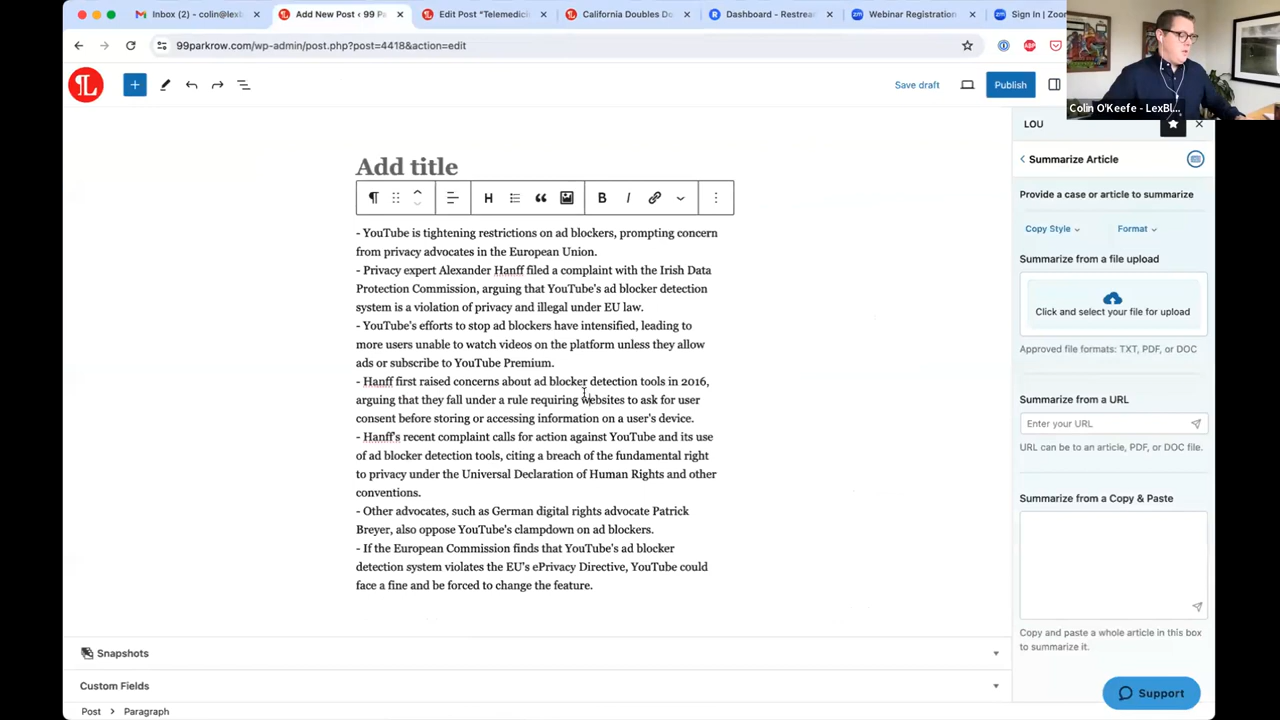 Inbox (2) - colin@lexb
Add New Post ‹ 99 Pa
Edit Post "Telemedici
California Doubles Do
Dashboard - Restrea
Webinar Registration
Sign In | Zoo
99parkrow.com/wp-admin/post.php?post=4418&action=edit
ABP
Colin O'Keefe - LexBl...
Save draft
Publish
LOU
Add title
Summarize Article
Provide a case or article to summarize
Copy Style
Format
H
B
I
- YouTube is tightening restrictions on ad blockers, prompting concern
from privacy advocates in the European Union.
- Privacy expert Alexander Hanff filed a complaint with the Irish Data
Protection Commission, arguing that YouTube's ad blocker detection
system is a violation of privacy and illegal under EU law.
- YouTube's efforts to stop ad blockers have intensified, leading to
more users unable to watch videos on the platform unless they allow
ads or subscribe to YouTube Premium.
- Hanff first raised concerns about ad blocker detection tools in 2016,
arguing that they fall under a rule requiring websites to ask for user
consent before storing or accessing information on a user's device.
- Hanff's recent complaint calls for action against YouTube and its use
of ad blocker detection tools, citing a breach of the fundamental right
to privacy under the Universal Declaration of Human Rights and other
conventions.
- Other advocates, such as German digital rights advocate Patrick
Breyer, also oppose YouTube's clampdown on ad blockers.
- If the European Commission finds that YouTube's ad blocker
detection system violates the EU's ePrivacy Directive, YouTube could
face a fine and be forced to change the feature.
Summarize from a file upload
Click and select your file for upload
Approved file formats: TXT, PDF, or DOC
Summarize from a URL
Enter your URL
URL can be to an article, PDF, or DOC file.
Summarize from a Copy & Paste
Copy and paste a whole article in this box
to summarize it.
Snapshots
Custom Fields
Support
Post > Paragraph